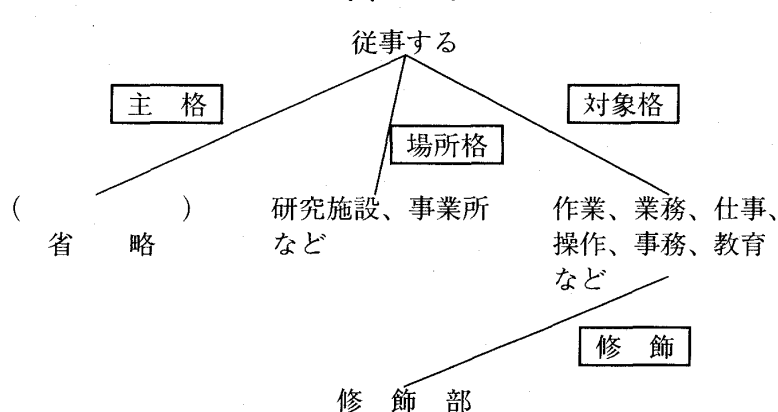 従事する
主 格
対象格
場所格
( )
省 略
研究施設、事業所
など
作業、業務、仕事、
操作、事務、教育
など
修 飾
修 飾 部